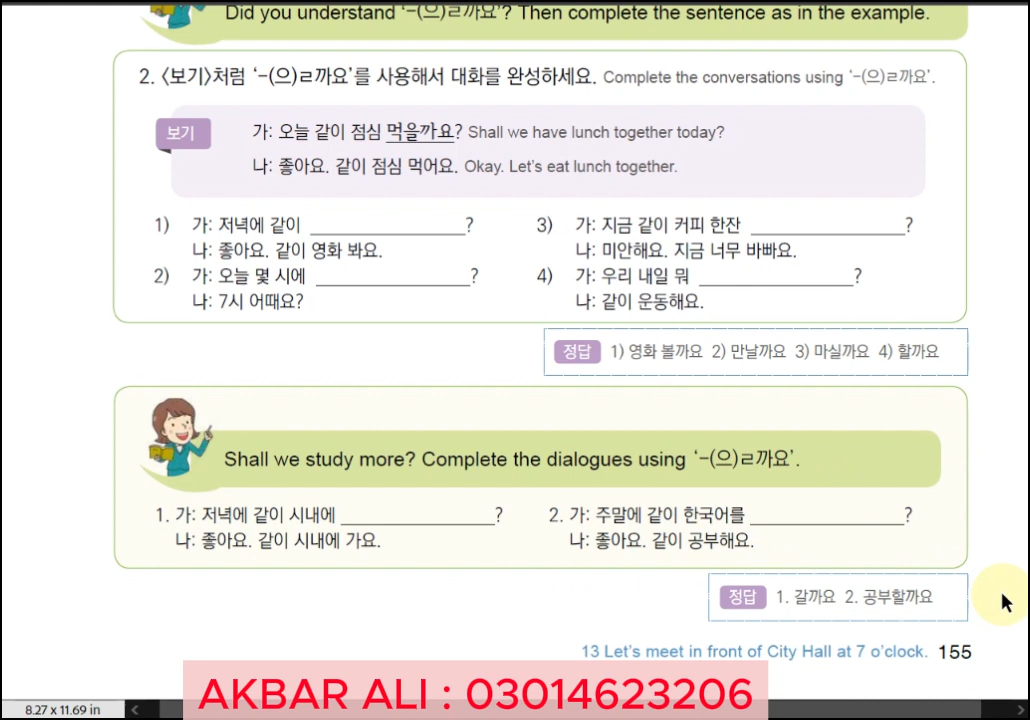 Did you understand ‘-(으)ㄹ까요’? Then complete the sentence as in the example.
2. <보기>처럼 ‘-(으)ㄹ까요’를 사용해서 대화를 완성하세요. Complete the conversations using ‘-(으)ㄹ까요’.
보기
가: 오늘 같이 점심 먹을까요? Shall we have lunch together today?
나: 좋아요. 같이 점심 먹어요. Okay. Let's eat lunch together.
1) 가: 저녁에 같이 ________________?
나: 좋아요. 같이 영화 봐요.
2) 가: 오늘 몇 시에 ________________?
나: 7시 어때요?
3) 가: 지금 같이 커피 한잔 ________________?
나: 미안해요. 지금 너무 바빠요.
4) 가: 우리 내일 뭐 ________________?
나: 같이 운동해요.
정답 1) 영화 볼까요 2) 만날까요 3) 마실까요 4) 할까요
Shall we study more? Complete the dialogues using ‘-(으)ㄹ까요’.
1. 가: 저녁에 같이 시내에 ________________?
나: 좋아요. 같이 시내에 가요.
2. 가: 주말에 같이 한국어를 ________________?
나: 좋아요. 같이 공부해요.
정답 1. 갈까요 2. 공부할까요
13 Let's meet in front of City Hall at 7 o'clock. 155
AKBAR ALI : 03014623206
8.27 x 11.69 in